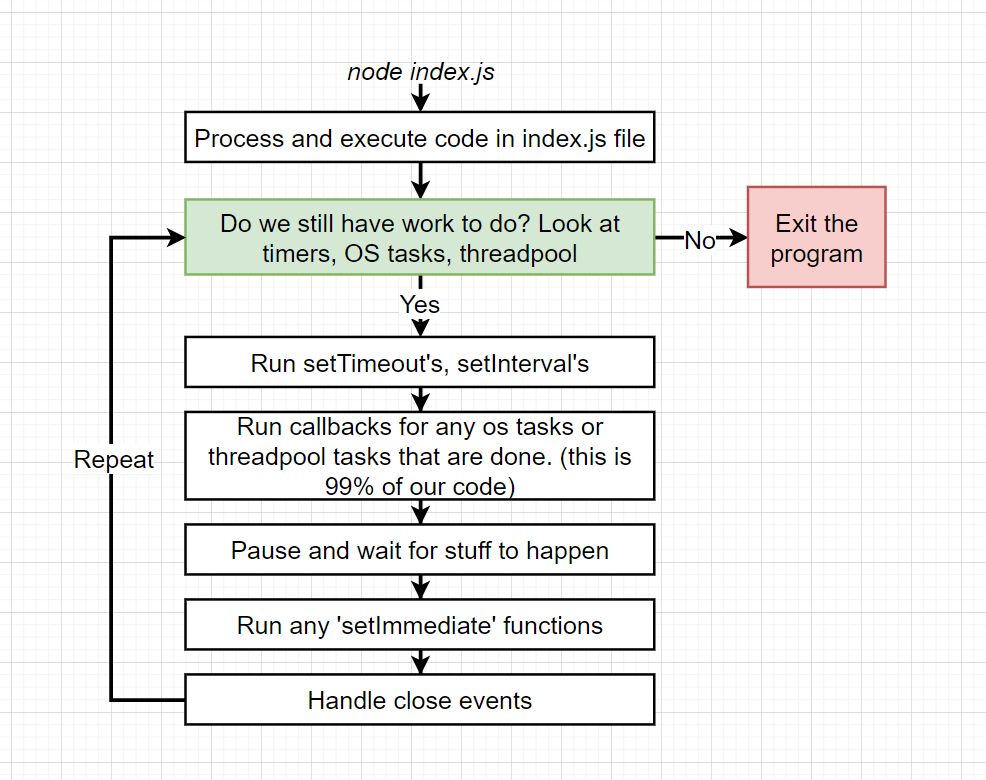 node index.js
Process and execute code in index.js file
Do we still have work to do? Look at
timers, OS tasks, threadpool
No
Exit the
program
Yes
Run setTimeout's, setInterval's
Run callbacks for any os tasks or
threadpool tasks that are done. (this is
99% of our code)
Repeat
Pause and wait for stuff to happen
Run any 'setImmediate' functions
Handle close events